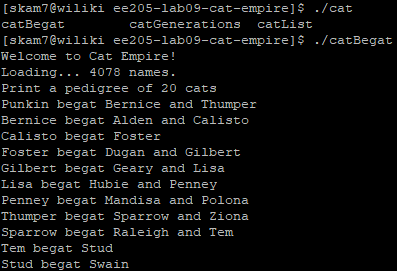 [skam7@wiliki ee205-lab09-cat-empire]$ ./cat
catBegat        catGenerations  catList
[skam7@wiliki ee205-lab09-cat-empire]$ ./catBegat
Welcome to Cat Empire!
Loading... 4078 names.
Print a pedigree of 20 cats
Punkin begat Bernice and Thumper
Bernice begat Alden and Calisto
Calisto begat Foster
Foster begat Dugan and Gilbert
Gilbert begat Geary and Lisa
Lisa begat Hubie and Penney
Penney begat Mandisa and Polona
Thumper begat Sparrow and Ziona
Sparrow begat Raleigh and Tem
Tem begat Stud
Stud begat Swain